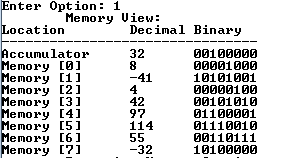 Enter Option: 1
Memory View:
Location Decimal Binary
Accumulator 32 00100000
Memory [0] 8 00001000
Memory [1] -41 10101001
Memory [2] 4 00000100
Memory [3] 42 00101010
Memory [4] 97 01100001
Memory [5] 114 01110010
Memory [6] 55 00110111
Memory [7] -32 10100000